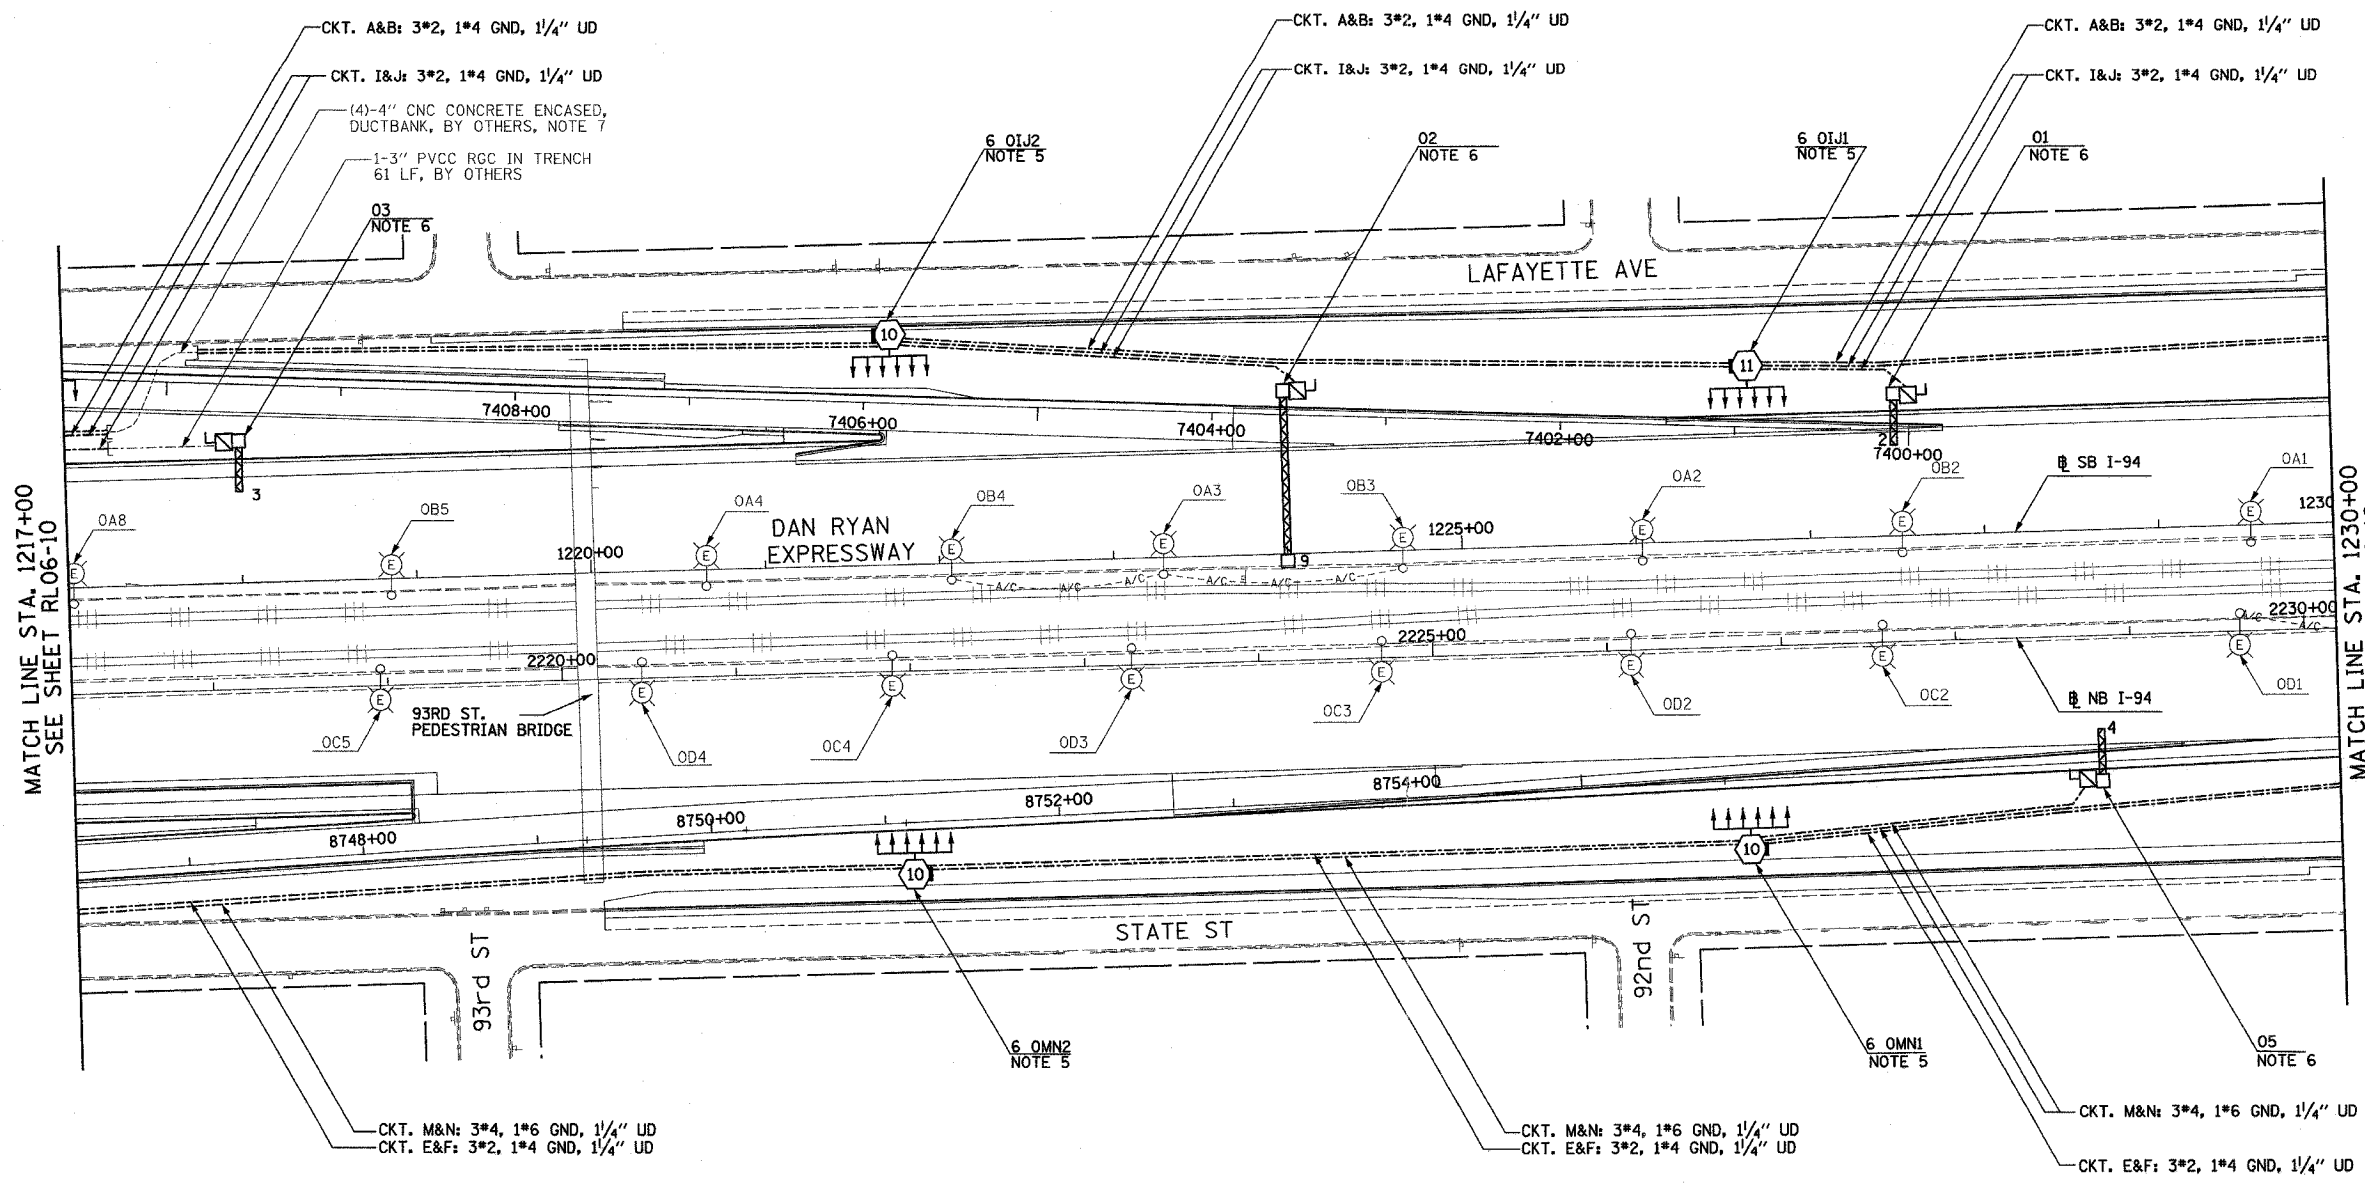 CKT. A&B: 3#2, 1#4 GND, 1¼" UD
CKT. I&J: 3#2, 1#4 GND, 1¼" UD
(4)-4" CNC CONCRETE ENCASED,
DUCTBANK, BY OTHERS, NOTE 7
1-3" PVCC RGC IN TRENCH
61 LF, BY OTHERS
03
NOTE 6
CKT. A&B: 3#2, 1#4 GND, 1¼" UD
CKT. I&J: 3#2, 1#4 GND, 1¼" UD
6 OIJ2
NOTE 5
02
NOTE 6
CKT. A&B: 3#2, 1#4 GND, 1¼" UD
CKT. I&J: 3#2, 1#4 GND, 1¼" UD
6 OIJ1
NOTE 5
01
NOTE 6
LAFAYETTE AVE
10
11
7408+00
7406+00
7404+00
7402+00
2
7400+00
3
9
SB I-94
OA8
OB5
OA4
OB4
OA3
OB3
OA2
OB2
OA1
E
E
E
E
E
E
E
E
E
DAN RYAN
EXPRESSWAY
1220+00
1225+00
1230
A/C
A/C
A/C
A/C
A/C
A/C
MATCH LINE STA. 1217+00
SEE SHEET RL06-10
MATCH LINE STA. 1230+00
2220+00
2225+00
2230+00
A/C
A/C
E
E
E
E
E
E
E
E
93RD ST.
PEDESTRIAN BRIDGE
OC5
OD4
OC4
OD3
OC3
OD2
OC2
OD1
NB I-94
4
8748+00
8750+00
8752+00
8754+00
10
10
STATE ST
93rd ST
92nd ST
6 OMN2
NOTE 5
6 OMN1
NOTE 5
05
NOTE 6
CKT. M&N: 3#4, 1#6 GND, 1¼" UD
CKT. E&F: 3#2, 1#4 GND, 1¼" UD
CKT. M&N: 3#4, 1#6 GND, 1¼" UD
CKT. E&F: 3#2, 1#4 GND, 1¼" UD
CKT. M&N: 3#4, 1#6 GND, 1¼" UD
CKT. E&F: 3#2, 1#4 GND, 1¼" UD